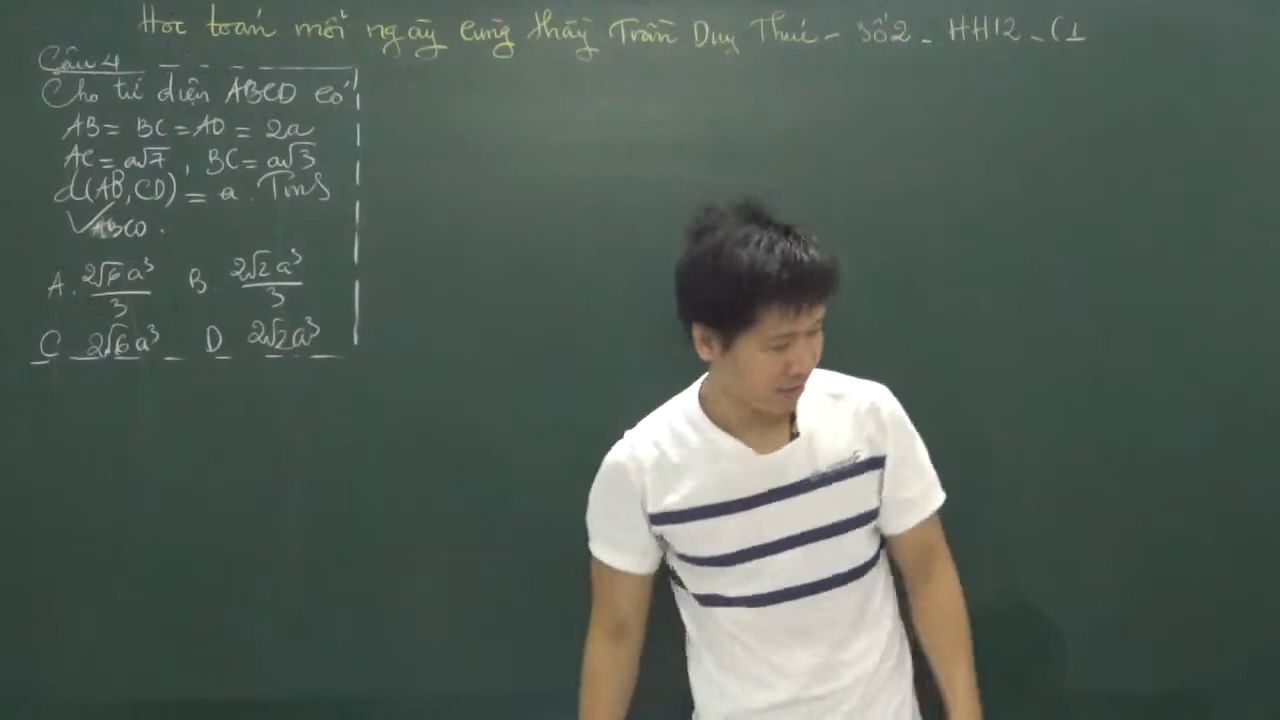 Học toán mỗi ngày cùng thầy Trần Duy Thúc - Số 2 - HH12 - C1
Câu 4
Cho tứ diện ABCD có
AB = BC = AD = 2a
AC = a√7, BC = a√3
d(AB, CD) = a. Tính
V ABCD.
A. 2√6 a³/3 B. 2√2 a³/3
C 2√6 a³ D 2√2 a³